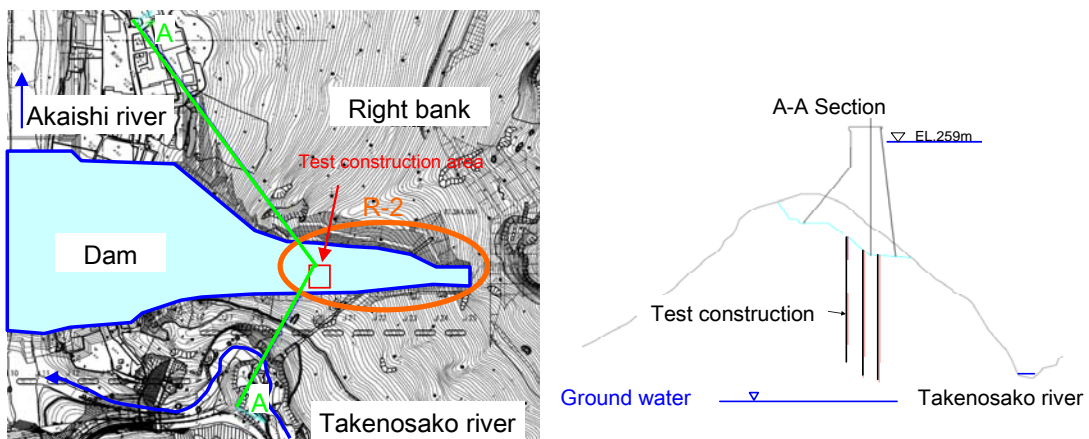 A
Akaishi river
Right bank
Test construction area
R-2
Dam
A
Takenosako river
A-A Section
EL.259m
Test construction
Ground water
Takenosako river